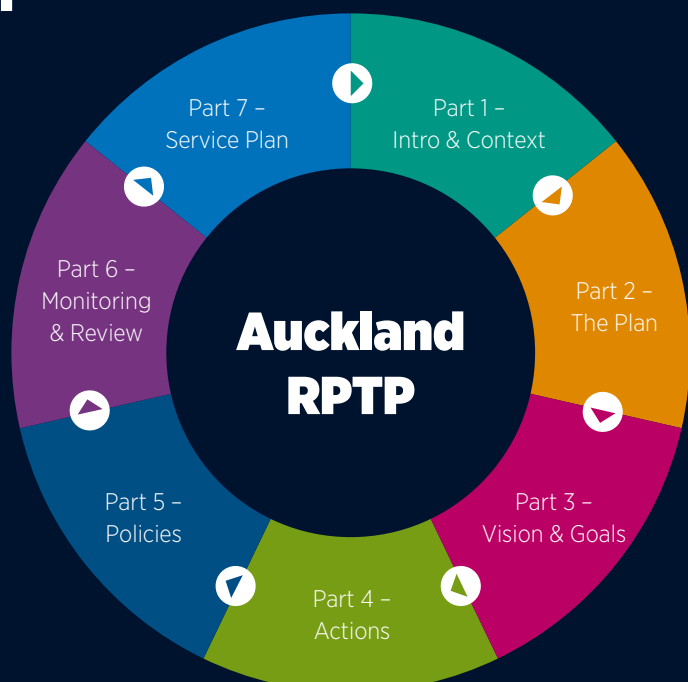 Part 7 –
Service Plan
Part 1 –
Intro & Context
Part 6 –
Monitoring
& Review
Part 2 –
The Plan
Auckland
RPTP
Part 5 –
Policies
Part 3 –
Vision & Goals
Part 4 –
Actions